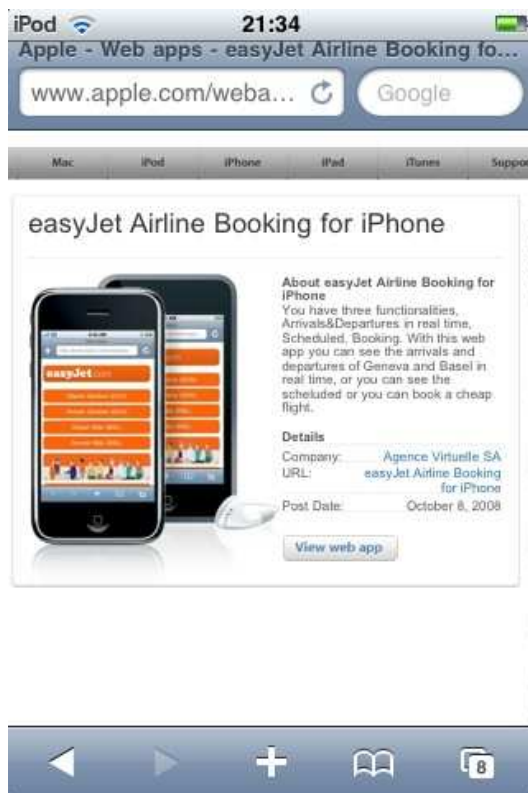 iPod 21:34
Apple - Web apps - easyJet Airline Booking fo...
www.apple.com/weba... Google
Mac iPod iPhone iPad iTunes Suppor
easyJet Airline Booking for iPhone
About easyJet Airline Booking for
iPhone
You have three functionalities,
Arrivals&Departures in real time,
Scheduled, Booking. With this web
app you can see the arrivals and
departures of Geneva and Basel in
real time, or you can see the
scheluded or you can book a cheap
flight.
easyJet.com
Details
Company: Agence Virtuelle SA
URL: easyJet Airline Booking
for iPhone
Post Date: October 8, 2008
View web app
8